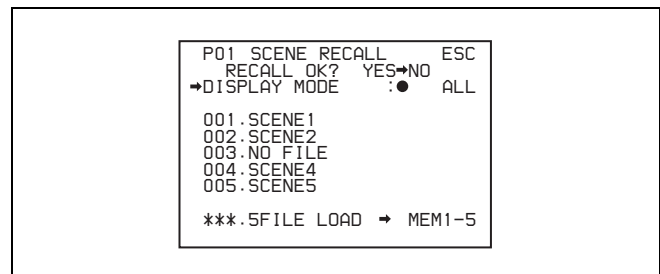 P01 SCENE RECALL ESC
RECALL OK? YES➡NO
➡DISPLAY MODE :● ALL
001.SCENE1
002.SCENE2
003.NO FILE
004.SCENE4
005.SCENE5
***.5FILE LOAD ➡ MEM1-5